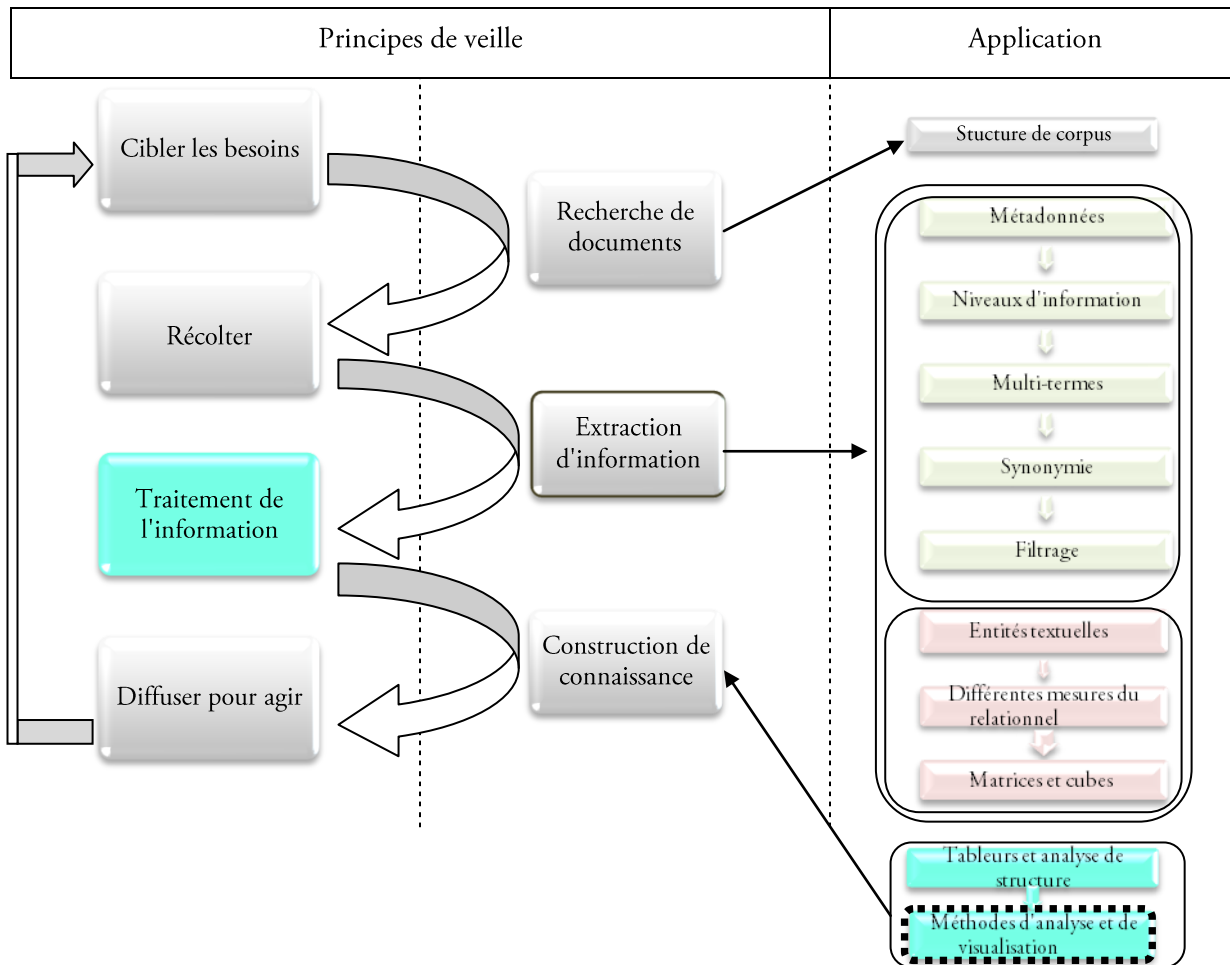 Principes de veille
Application
Cibler les besoins
Récolter
Traitement de
l'information
Diffuser pour agir
Recherche de
documents
Extraction
d'information
Construction de
connaissance
Stucture de corpus
Métadonnées
Niveaux d'information
Multi-termes
Synonymie
Filtrage
Entités textuelles
Différentes mesures du
relationnel
Matrices et cubes
Tableurs et analyse de
structure
Méthodes d'analyse et de
visualisation